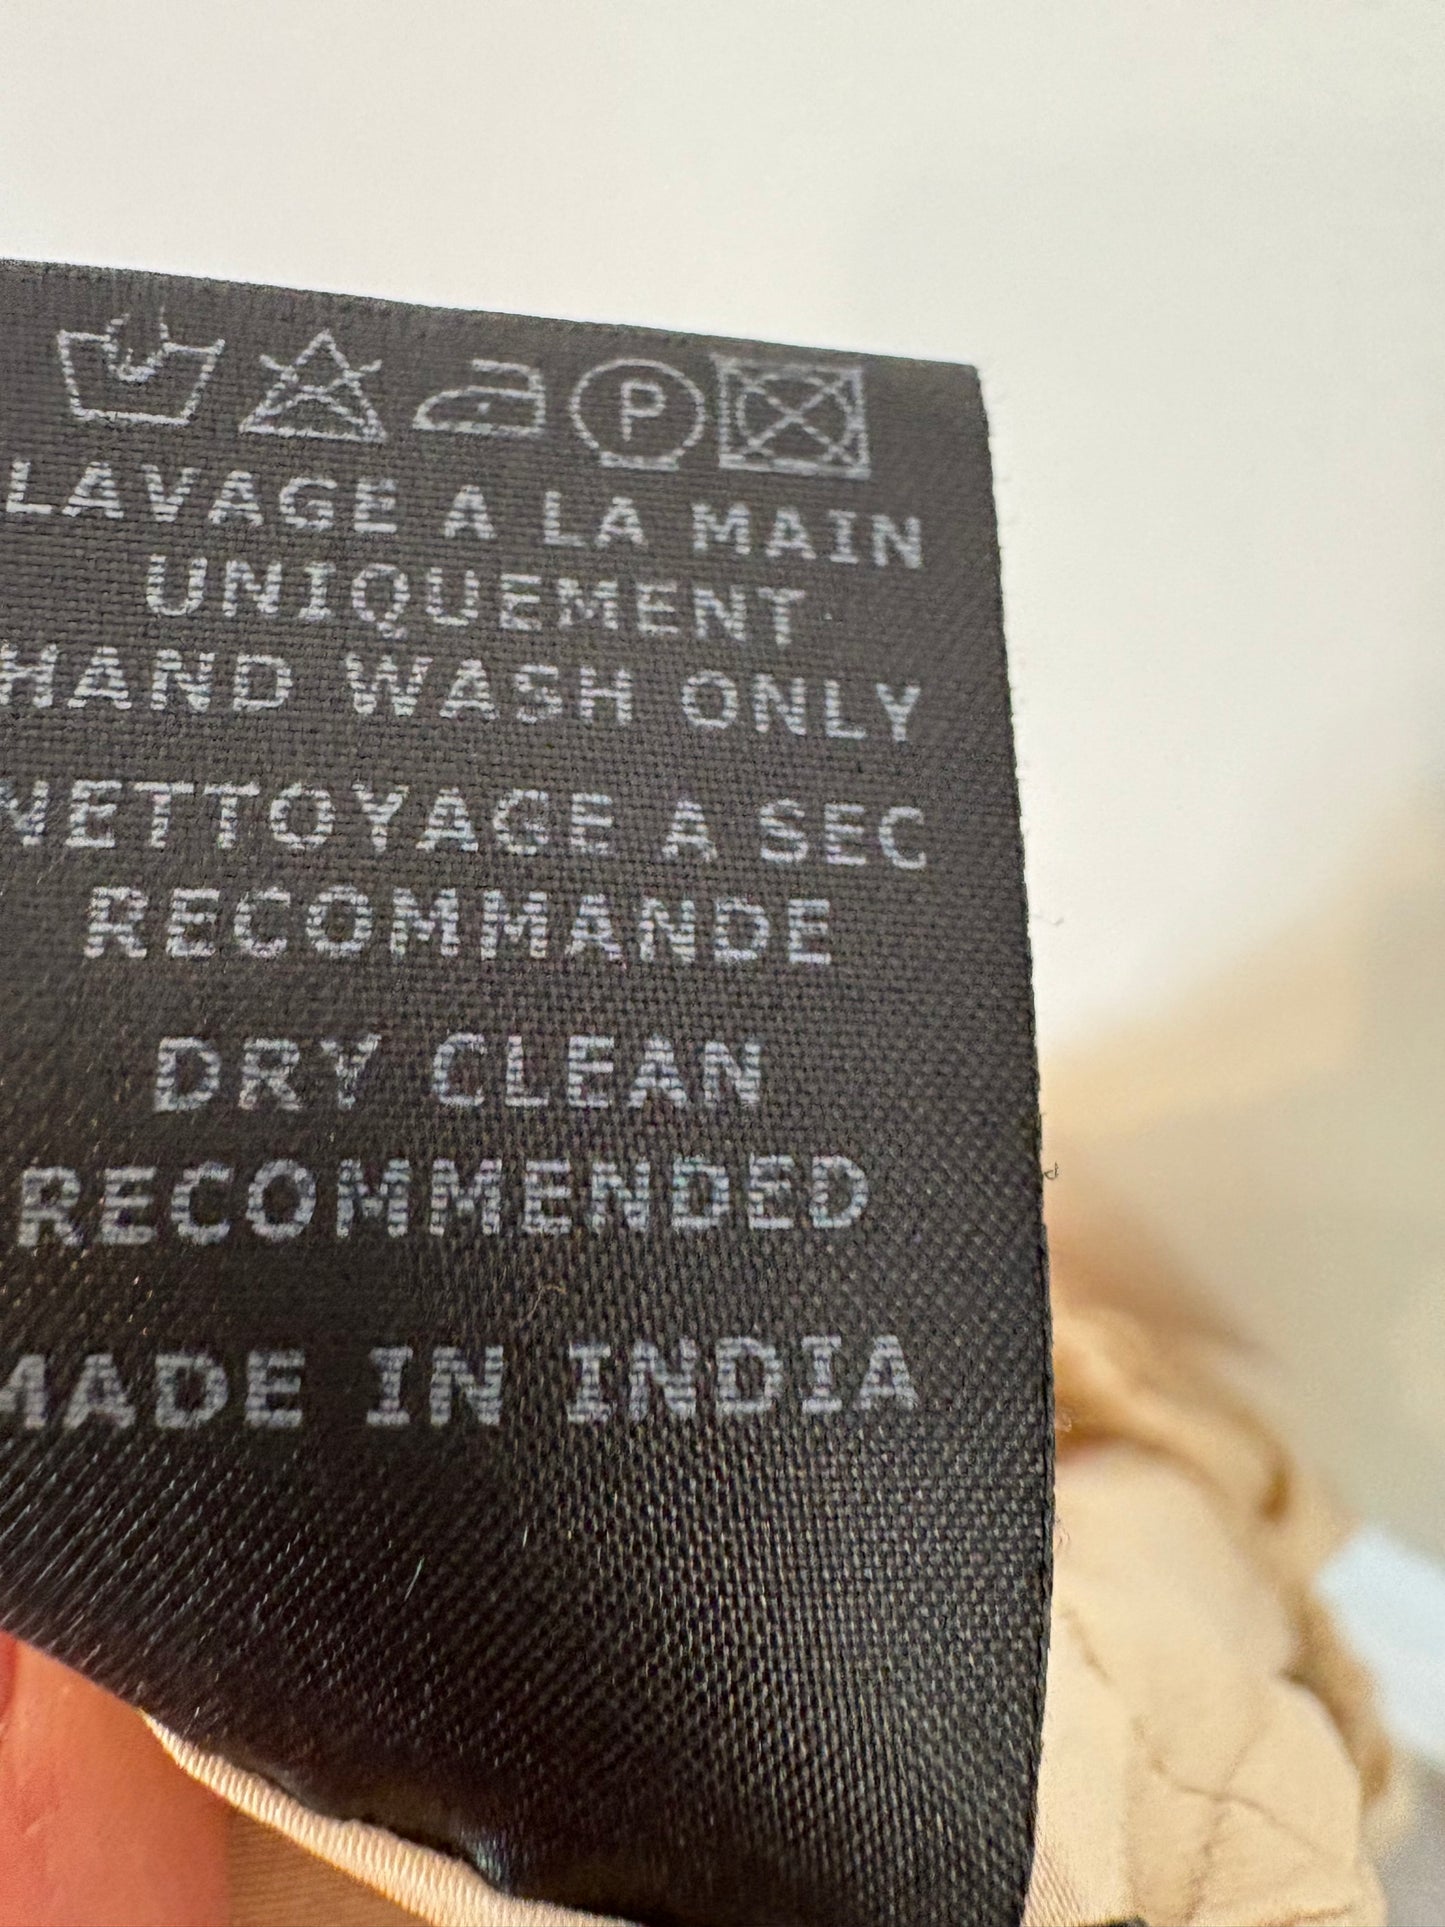 P
LAVAGE A LA MAIN
UNIQUEMENT
HAND WASH ONLY
NETTOYAGE A SEC
RECOMMANDE
DRY CLEAN
RECOMMENDED
MADE IN INDIA